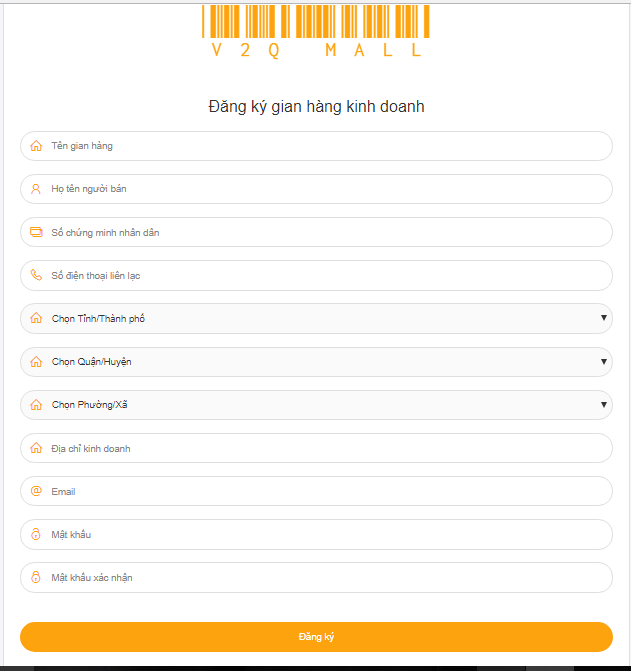 V2Q MALL
Đăng ký gian hàng kinh doanh
Tên gian hàng
Họ tên người bán
Số chứng minh nhân dân
Số điện thoại liên lạc
Chọn Tỉnh/Thành phố
Chọn Quận/Huyện
Chọn Phường/Xã
Địa chỉ kinh doanh
Email
Mật khẩu
Mật khẩu xác nhận
Đăng ký